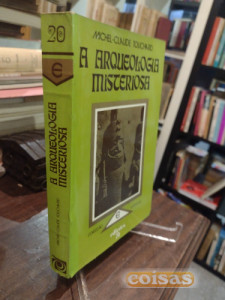 20
A ARQUEOLOGIA MISTERIOSA
MICHEL-CLAUDE TOUCHARD
A ARQUEOLOGIA
MISTERIOSA
coisas